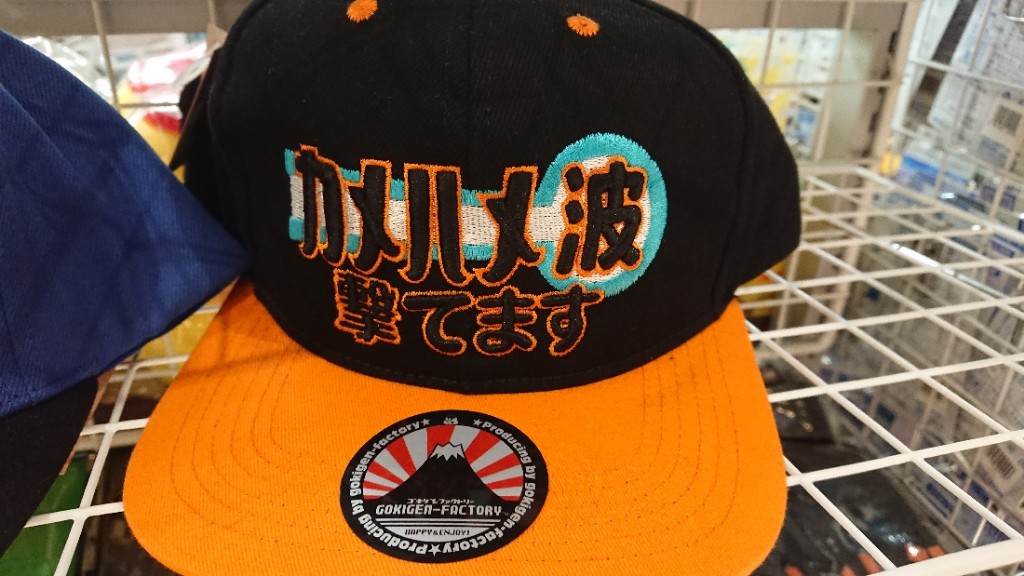 カメハメ波
撃てます
★Producing by gokigen-factory★
producing by gokigen-factory★
ゴキゲンファクトリー
GOKIGEN-FACTORY
HAPPY&ENJOY!